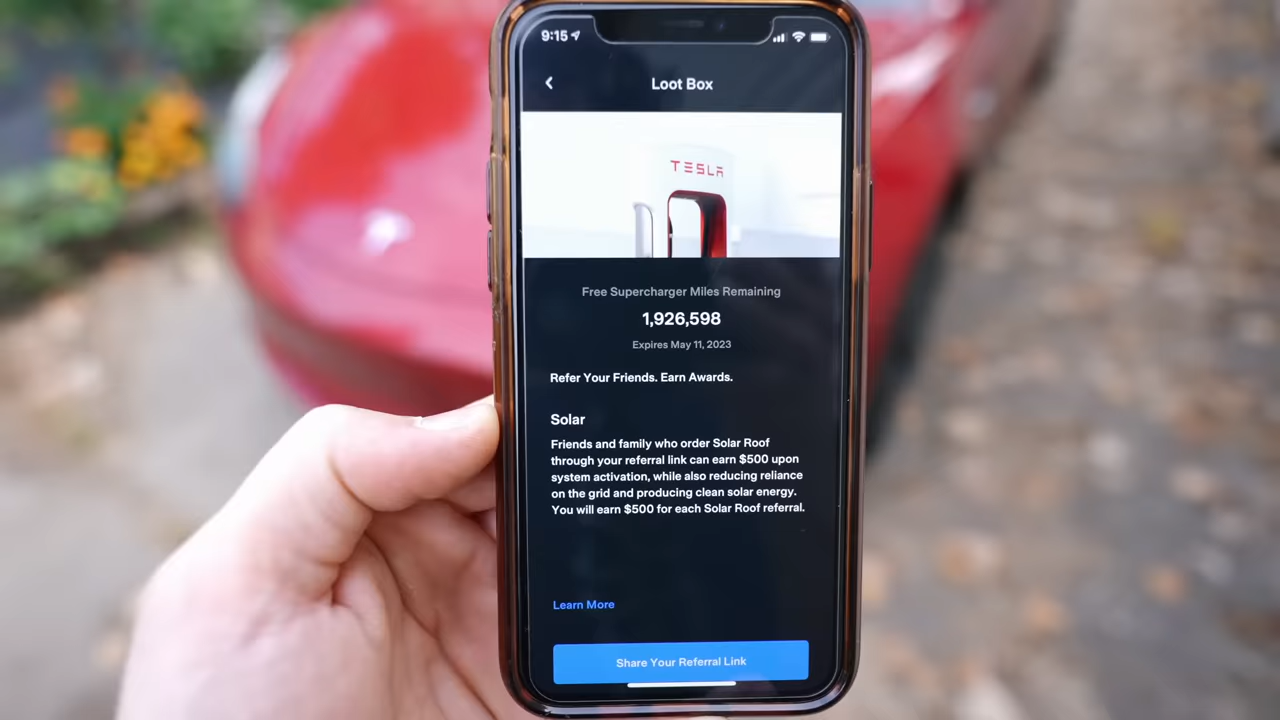 9:15
Loot Box
TESLA
Free Supercharger Miles Remaining
1,926,598
Expires May 11, 2023
Refer Your Friends. Earn Awards.
Solar
Friends and family who order Solar Roof
through your referral link can earn $500 upon
system activation, while also reducing reliance
on the grid and producing clean solar energy.
You will earn $500 for each Solar Roof referral.
Learn More
Share Your Referral Link